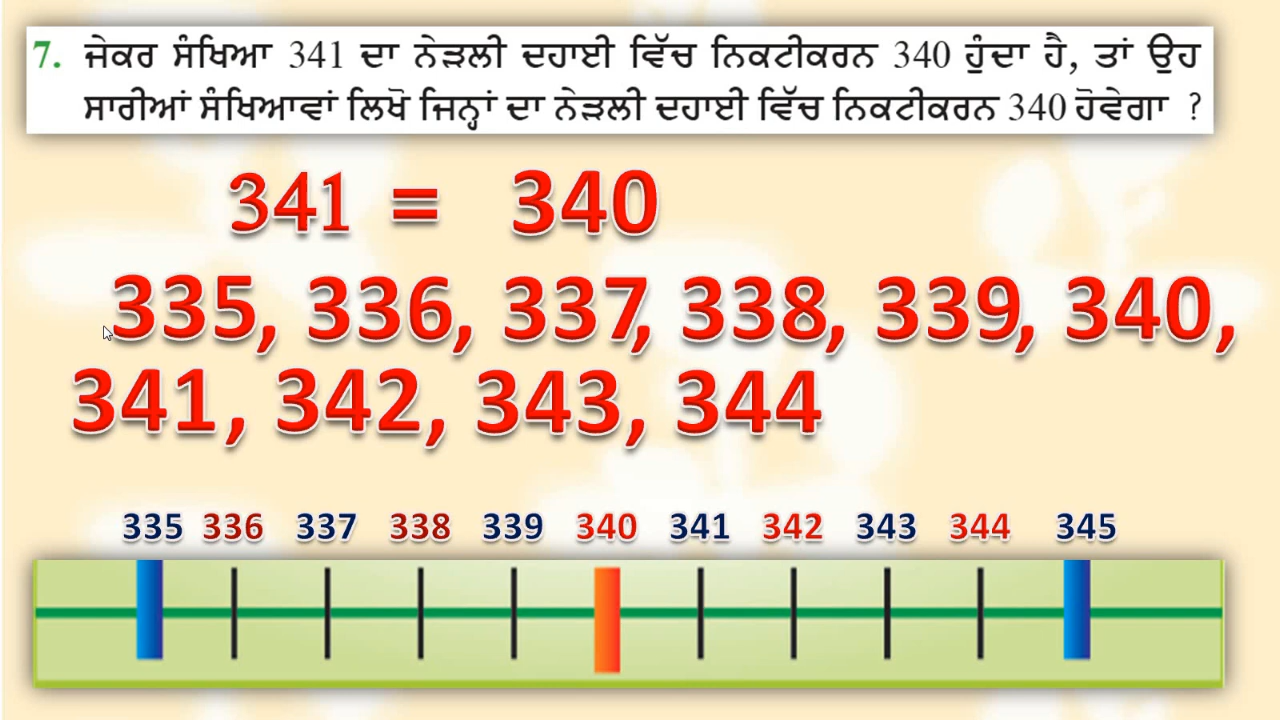 7. ਜੇਕਰ ਸੰਖਿਆ 341 ਦਾ ਨੇੜਲੀ ਦਹਾਈ ਵਿੱਚ ਨਿਕਟੀਕਰਨ 340 ਹੁੰਦਾ ਹੈ, ਤਾਂ ਉਹ
ਸਾਰੀਆਂ ਸੰਖਿਆਵਾਂ ਲਿਖੋ ਜਿਨ੍ਹਾਂ ਦਾ ਨੇੜਲੀ ਦਹਾਈ ਵਿੱਚ ਨਿਕਟੀਕਰਨ 340 ਹੋਵੇਗਾ ?
341 = 340
335, 336, 337, 338, 339, 340,
341, 342, 343, 344
335 336 337 338 339 340 341 342 343 344 345